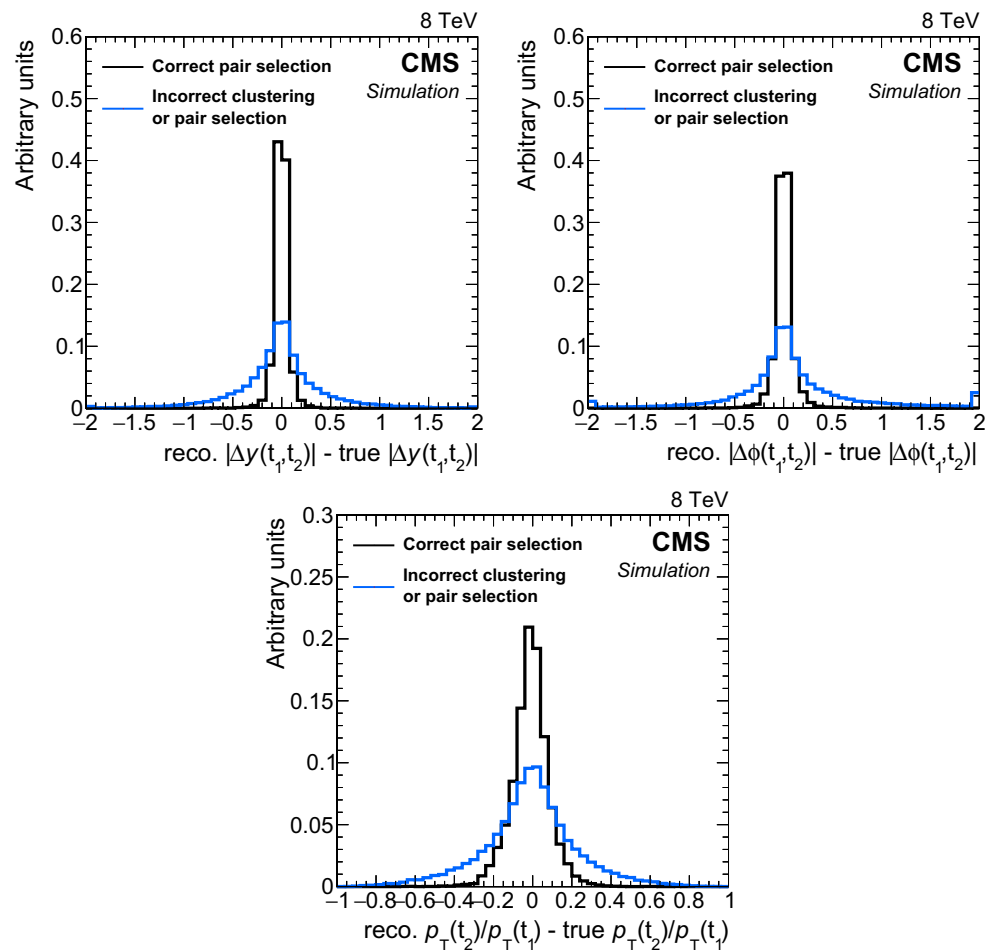 8 TeV
0.6
0.5
0.4
0.3
0.2
0.1
0
Arbitrary units
Correct pair selection
Incorrect clustering
or pair selection
CMS
Simulation
−2 −1.5 −1 −0.5 0 0.5 1 1.5 2
reco. |Δy(t₁,t₂)| - true |Δy(t₁,t₂)|
8 TeV
0.6
0.5
0.4
0.3
0.2
0.1
0
Arbitrary units
Correct pair selection
Incorrect clustering
or pair selection
CMS
Simulation
−2 −1.5 −1 −0.5 0 0.5 1 1.5 2
reco. |Δϕ(t₁,t₂)| - true |Δϕ(t₁,t₂)|
8 TeV
0.3
0.25
0.2
0.15
0.1
0.05
0
Arbitrary units
Correct pair selection
Incorrect clustering
or pair selection
CMS
Simulation
−1 −0.8 −0.6 −0.4 −0.2 0 0.2 0.4 0.6 0.8 1
reco. p_T(t₂)/p_T(t₁) - true p_T(t₂)/p_T(t₁)